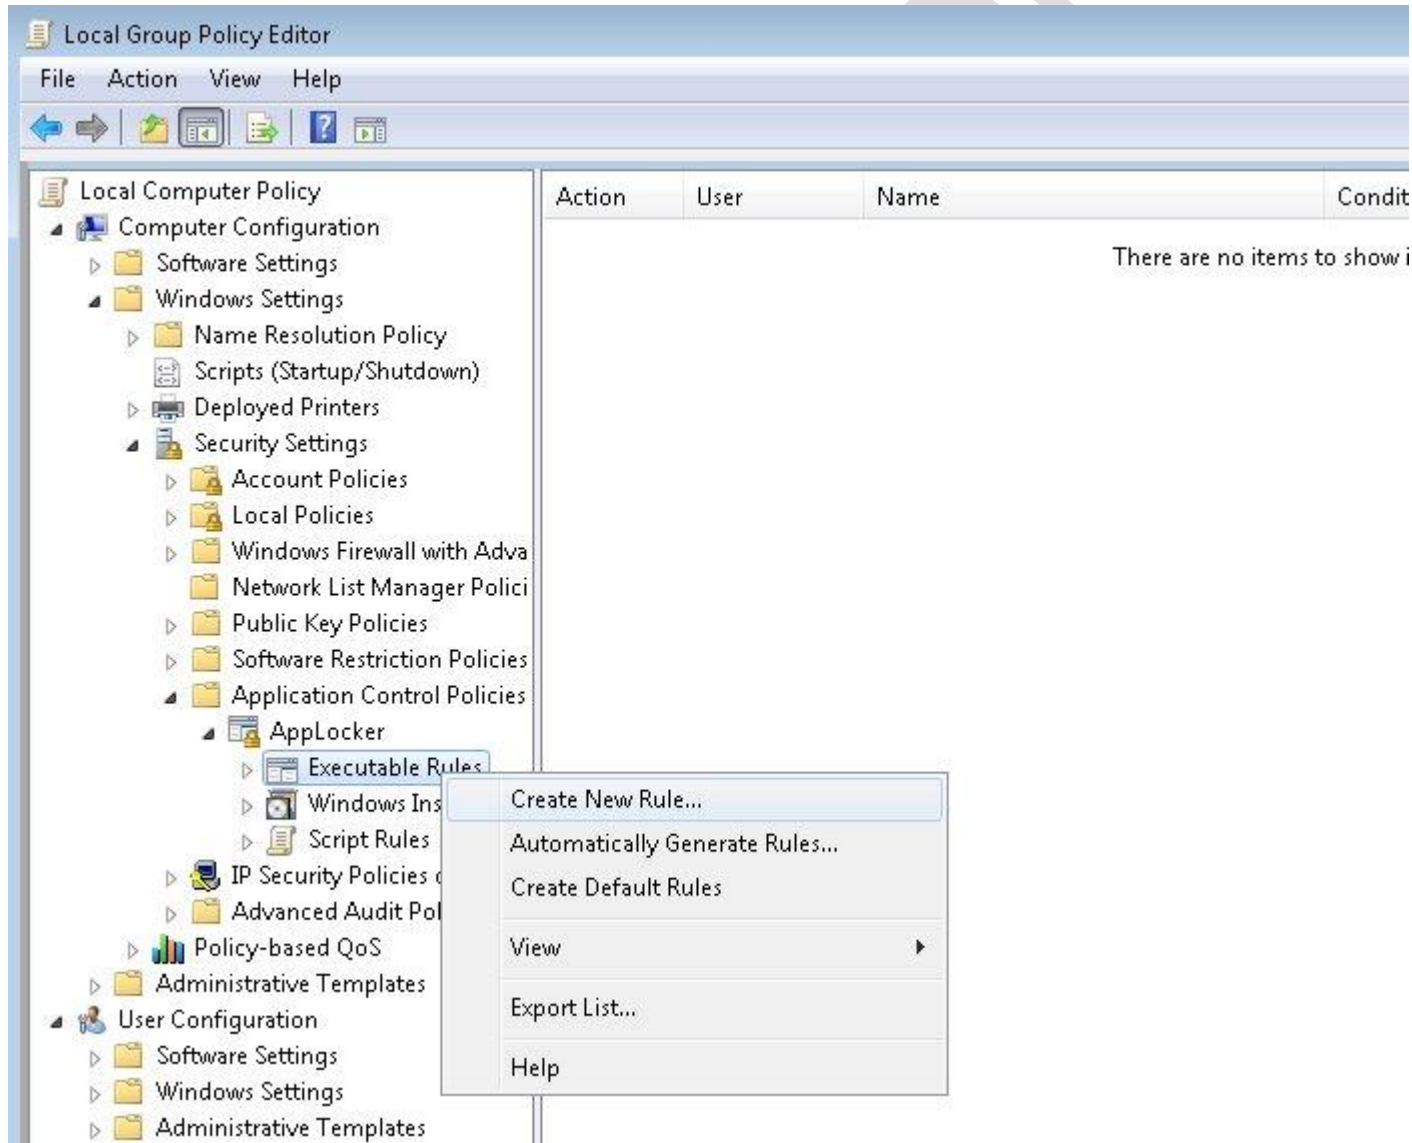 Local Group Policy Editor
File Action View Help
Local Computer Policy
Computer Configuration
Software Settings
Windows Settings
Name Resolution Policy
Scripts (Startup/Shutdown)
Deployed Printers
Security Settings
Account Policies
Local Policies
Windows Firewall with Adva
Network List Manager Polici
Public Key Policies
Software Restriction Policies
Application Control Policies
AppLocker
Executable Rules
Windows Ins
Script Rules
IP Security Policies
Advanced Audit Pol
Policy-based QoS
Administrative Templates
User Configuration
Software Settings
Windows Settings
Administrative Templates
Action User Name Condit
There are no items to show i
Create New Rule...
Automatically Generate Rules...
Create Default Rules
View
Export List...
Help